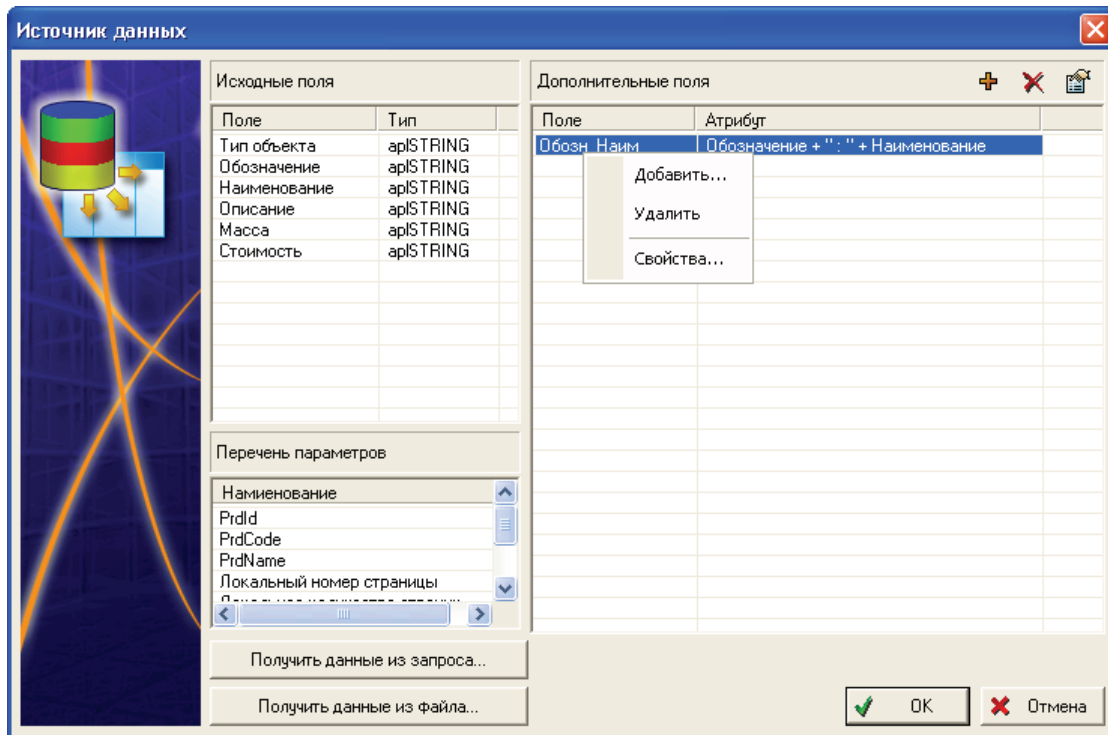 Источник данных
Исходные поля
Поле Тип
Тип объекта aplSTRING
Обозначение aplSTRING
Наименование aplSTRING
Описание aplSTRING
Масса aplSTRING
Стоимость aplSTRING
Перечень параметров
Намиенование
PrdId
PrdCode
PrdName
Локальный номер страницы
Получить данные из запроса...
Получить данные из файла...
Дополнительные поля
Поле Атрибут
Обозн_Наим Обозначение + " : " + Наименование
Добавить...
Удалить
Свойства...
OK
Отмена